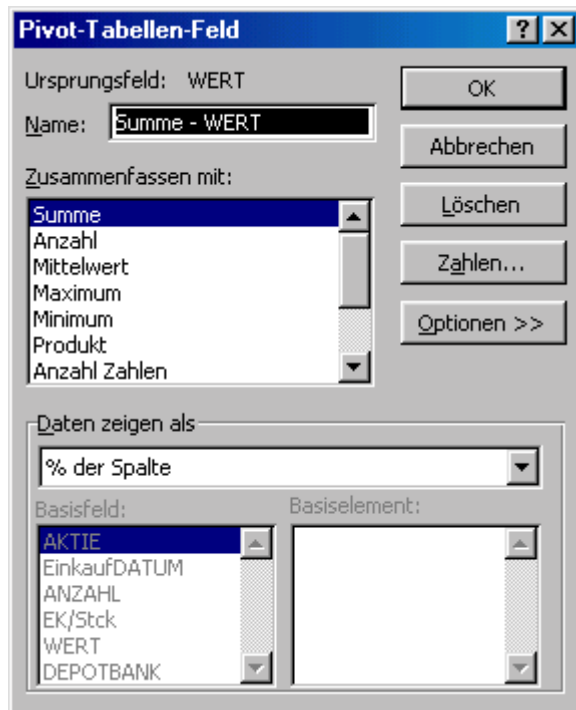 Pivot-Tabellen-Feld
Ursprungsfeld: WERT
Name: Summe - WERT
Zusammenfassen mit:
Summe
Anzahl
Mittelwert
Maximum
Minimum
Produkt
Anzahl Zahlen
OK
Abbrechen
Löschen
Zahlen...
Optionen >>
Daten zeigen als
% der Spalte
Basisfeld:
AKTIE
EinkaufDATUM
ANZAHL
EK/Stck
WERT
DEPOTBANK
Basiselement: